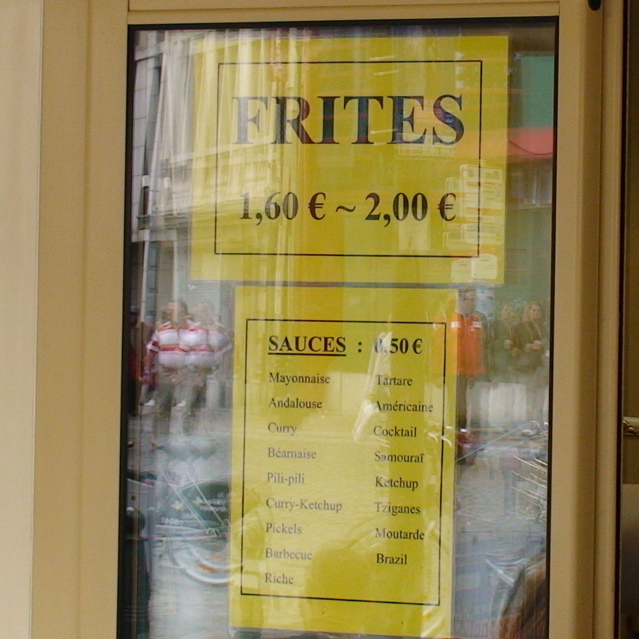 FRITES
1,60 € ~ 2,00 €
SAUCES : 0,50 €
Mayonnaise
Andalouse
Curry
Béarnaise
Pili-pili
Curry-Ketchup
Pickels
Barbecue
Riche
Tartare
Américaine
Cocktail
Samouraï
Ketchup
Tziganes
Moutarde
Brazil